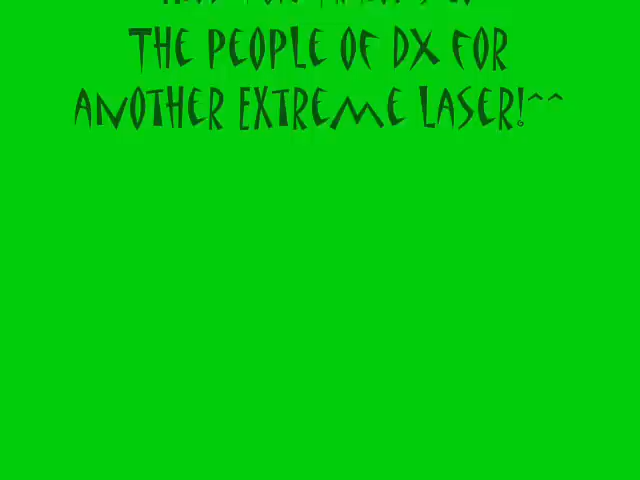 THE PEOPLE OF DX FOR
ANOTHER EXTREME LASER!^^